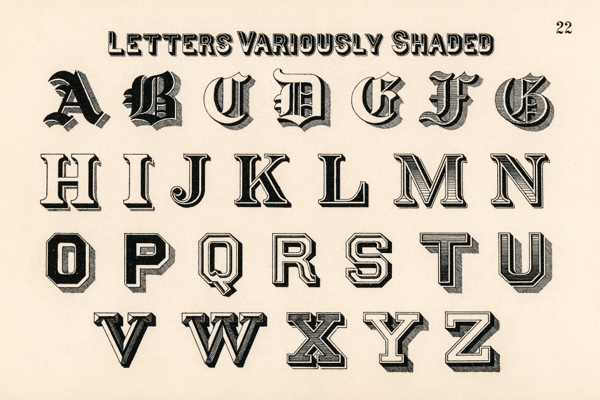 22
LETTERS VARIOUSLY SHADED
A B C D E F G
H I J K L M N
O P Q R S T U
V W X Y Z